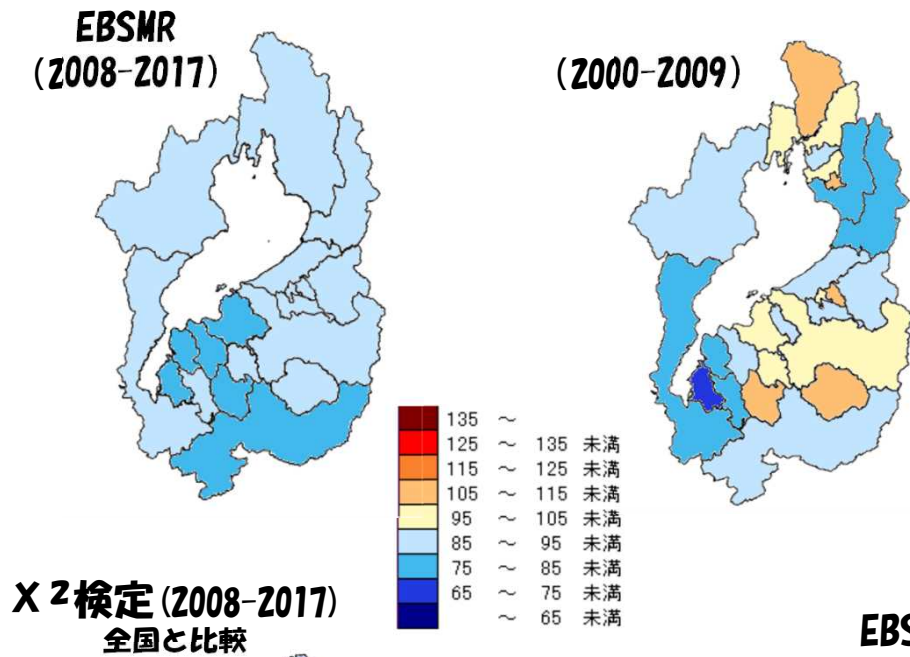 EBSMR
(2008-2017)
(2000-2009)
135 ～
125 ～ 135 未満
115 ～ 125 未満
105 ～ 115 未満
95 ～ 105 未満
85 ～ 95 未満
75 ～ 85 未満
65 ～ 75 未満
～ 65 未満
X²検定(2008-2017)
全国と比較
EBS